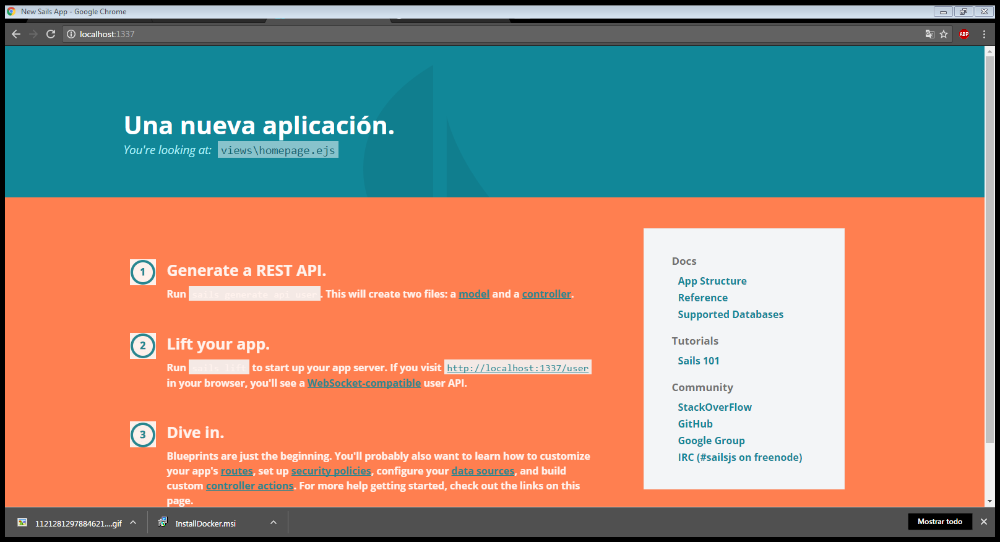 New Sails App - Google Chrome
localhost:1337
ABP
Una nueva aplicación.
You're looking at: views\homepage.ejs
1
Generate a REST API.
Run sails generate api user. This will create two files: a model and a controller.
2
Lift your app.
Run sails lift to start up your app server. If you visit http://localhost:1337/user
in your browser, you'll see a WebSocket-compatible user API.
3
Dive in.
Blueprints are just the beginning. You'll probably also want to learn how to customize
your app's routes, set up security policies, configure your data sources, and build
custom controller actions. For more help getting started, check out the links on this
page.
Docs
App Structure
Reference
Supported Databases
Tutorials
Sails 101
Community
StackOverFlow
GitHub
Google Group
IRC (#sailsjs on freenode)
1121281297884621....gif
InstallDocker.msi
Mostrar todo